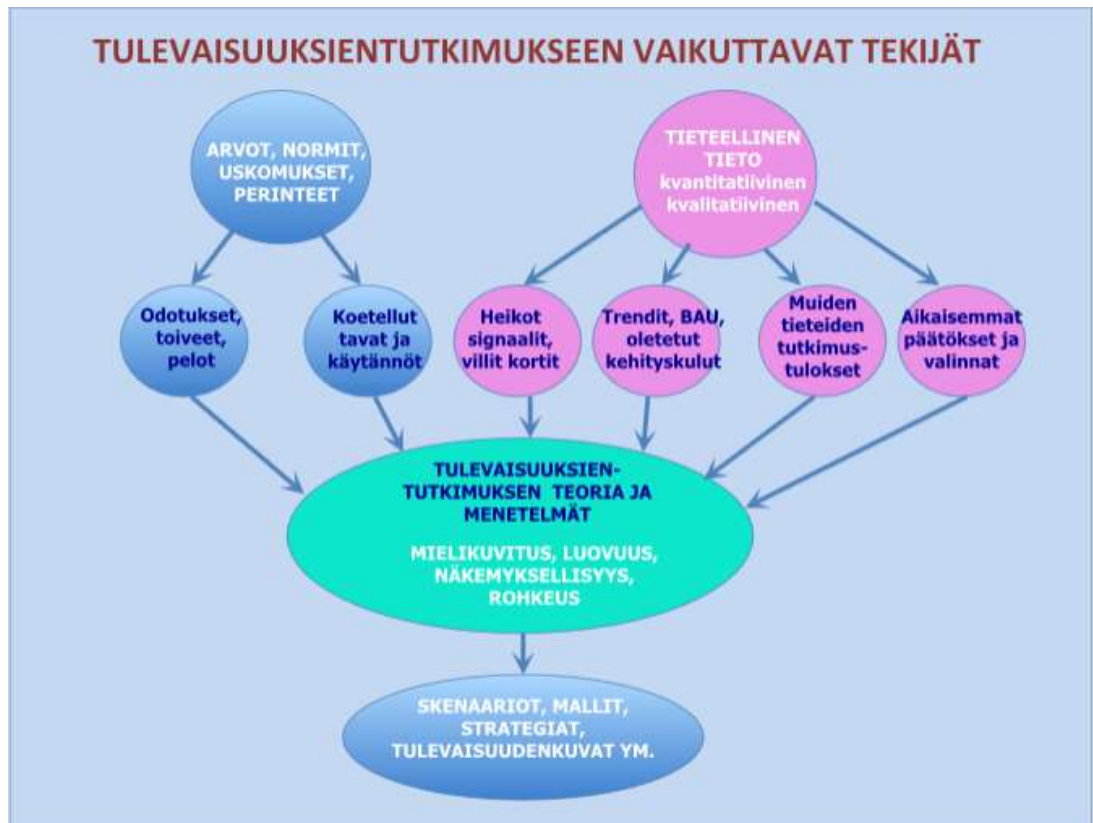 TULEVAISUUKSIENTUTKIMUKSEEN VAIKUTTAVAT TEKIJÄT
ARVOT, NORMIT,
USKOMUKSET,
PERINTEET
TIETEELLINEN
TIETO
kvantitatiivinen
kvalitatiivinen
Odotukset,
toiveet,
pelot
Koetellut
tavat ja
käytännöt
Heikot
signaalit,
villit kortit
Trendit, BAU,
oletetut
kehityskulut
Muiden
tieteiden
tutkimus-
tulokset
Aikaisemmat
päätökset ja
valinnat
TULEVAISUUKSIEN-
TUTKIMUKSEN TEORIA JA
MENETELMÄT
MIELIKUVITUS, LUOVUUS,
NÄKEMYKSELLISYYS,
ROHKEUS
SKENAARIOT, MALLIT,
STRATEGIAT,
TULEVAISUUDENKUVAT YM.